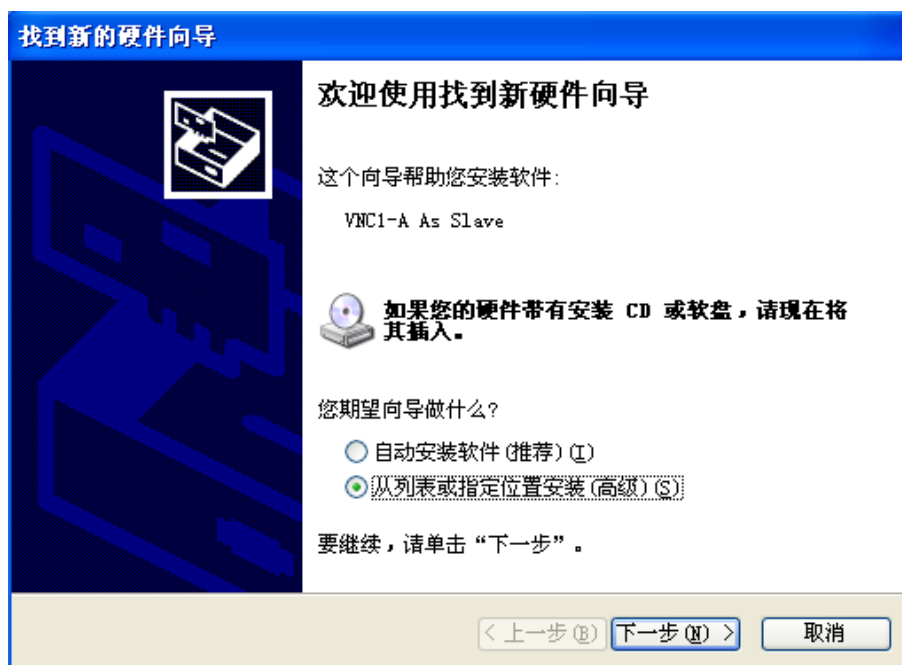 找到新的硬件向导
欢迎使用找到新硬件向导
这个向导帮助您安装软件:
VNC1-A As Slave
如果您的硬件带有安装 CD 或软盘，请现在将
其插入。
您期望向导做什么?
自动安装软件(推荐)(I)
从列表或指定位置安装(高级)(S)
要继续，请单击“下一步”。
< 上一步(B)
下一步(N) >
取消